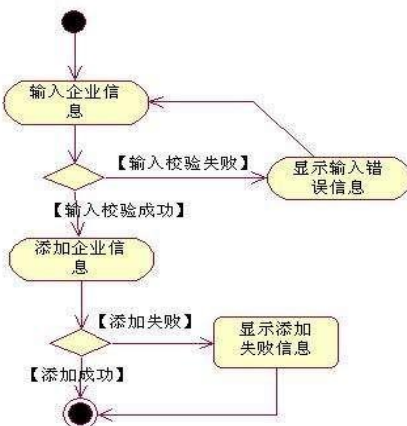 输入企业信
息
【输入校验失败】
显示输入错
误信息
【输入校验成功】
添加企业信
息
【添加失败】
显示添加
失败信息
【添加成功】